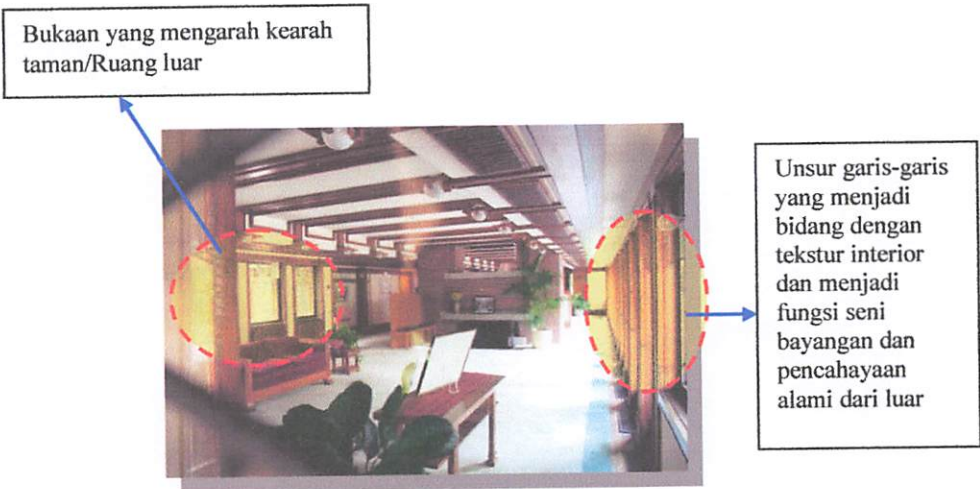 Bukaan yang mengarah kearah
taman/Ruang luar
Unsur garis-garis
yang menjadi
bidang dengan
tekstur interior
dan menjadi
fungsi seni
bayangan dan
pencahayaan
alami dari luar